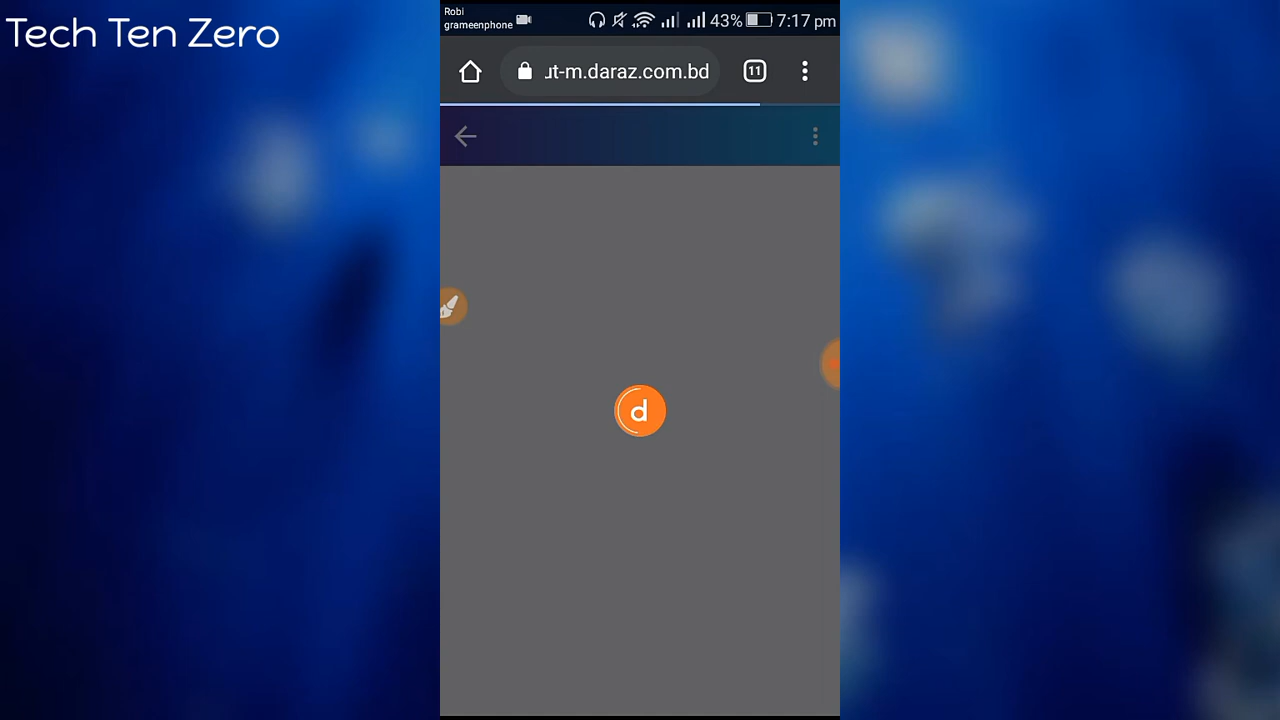 Tech Ten Zero
Robi
grameenphone
43% 7:17 pm
ut-m.daraz.com.bd
11
d